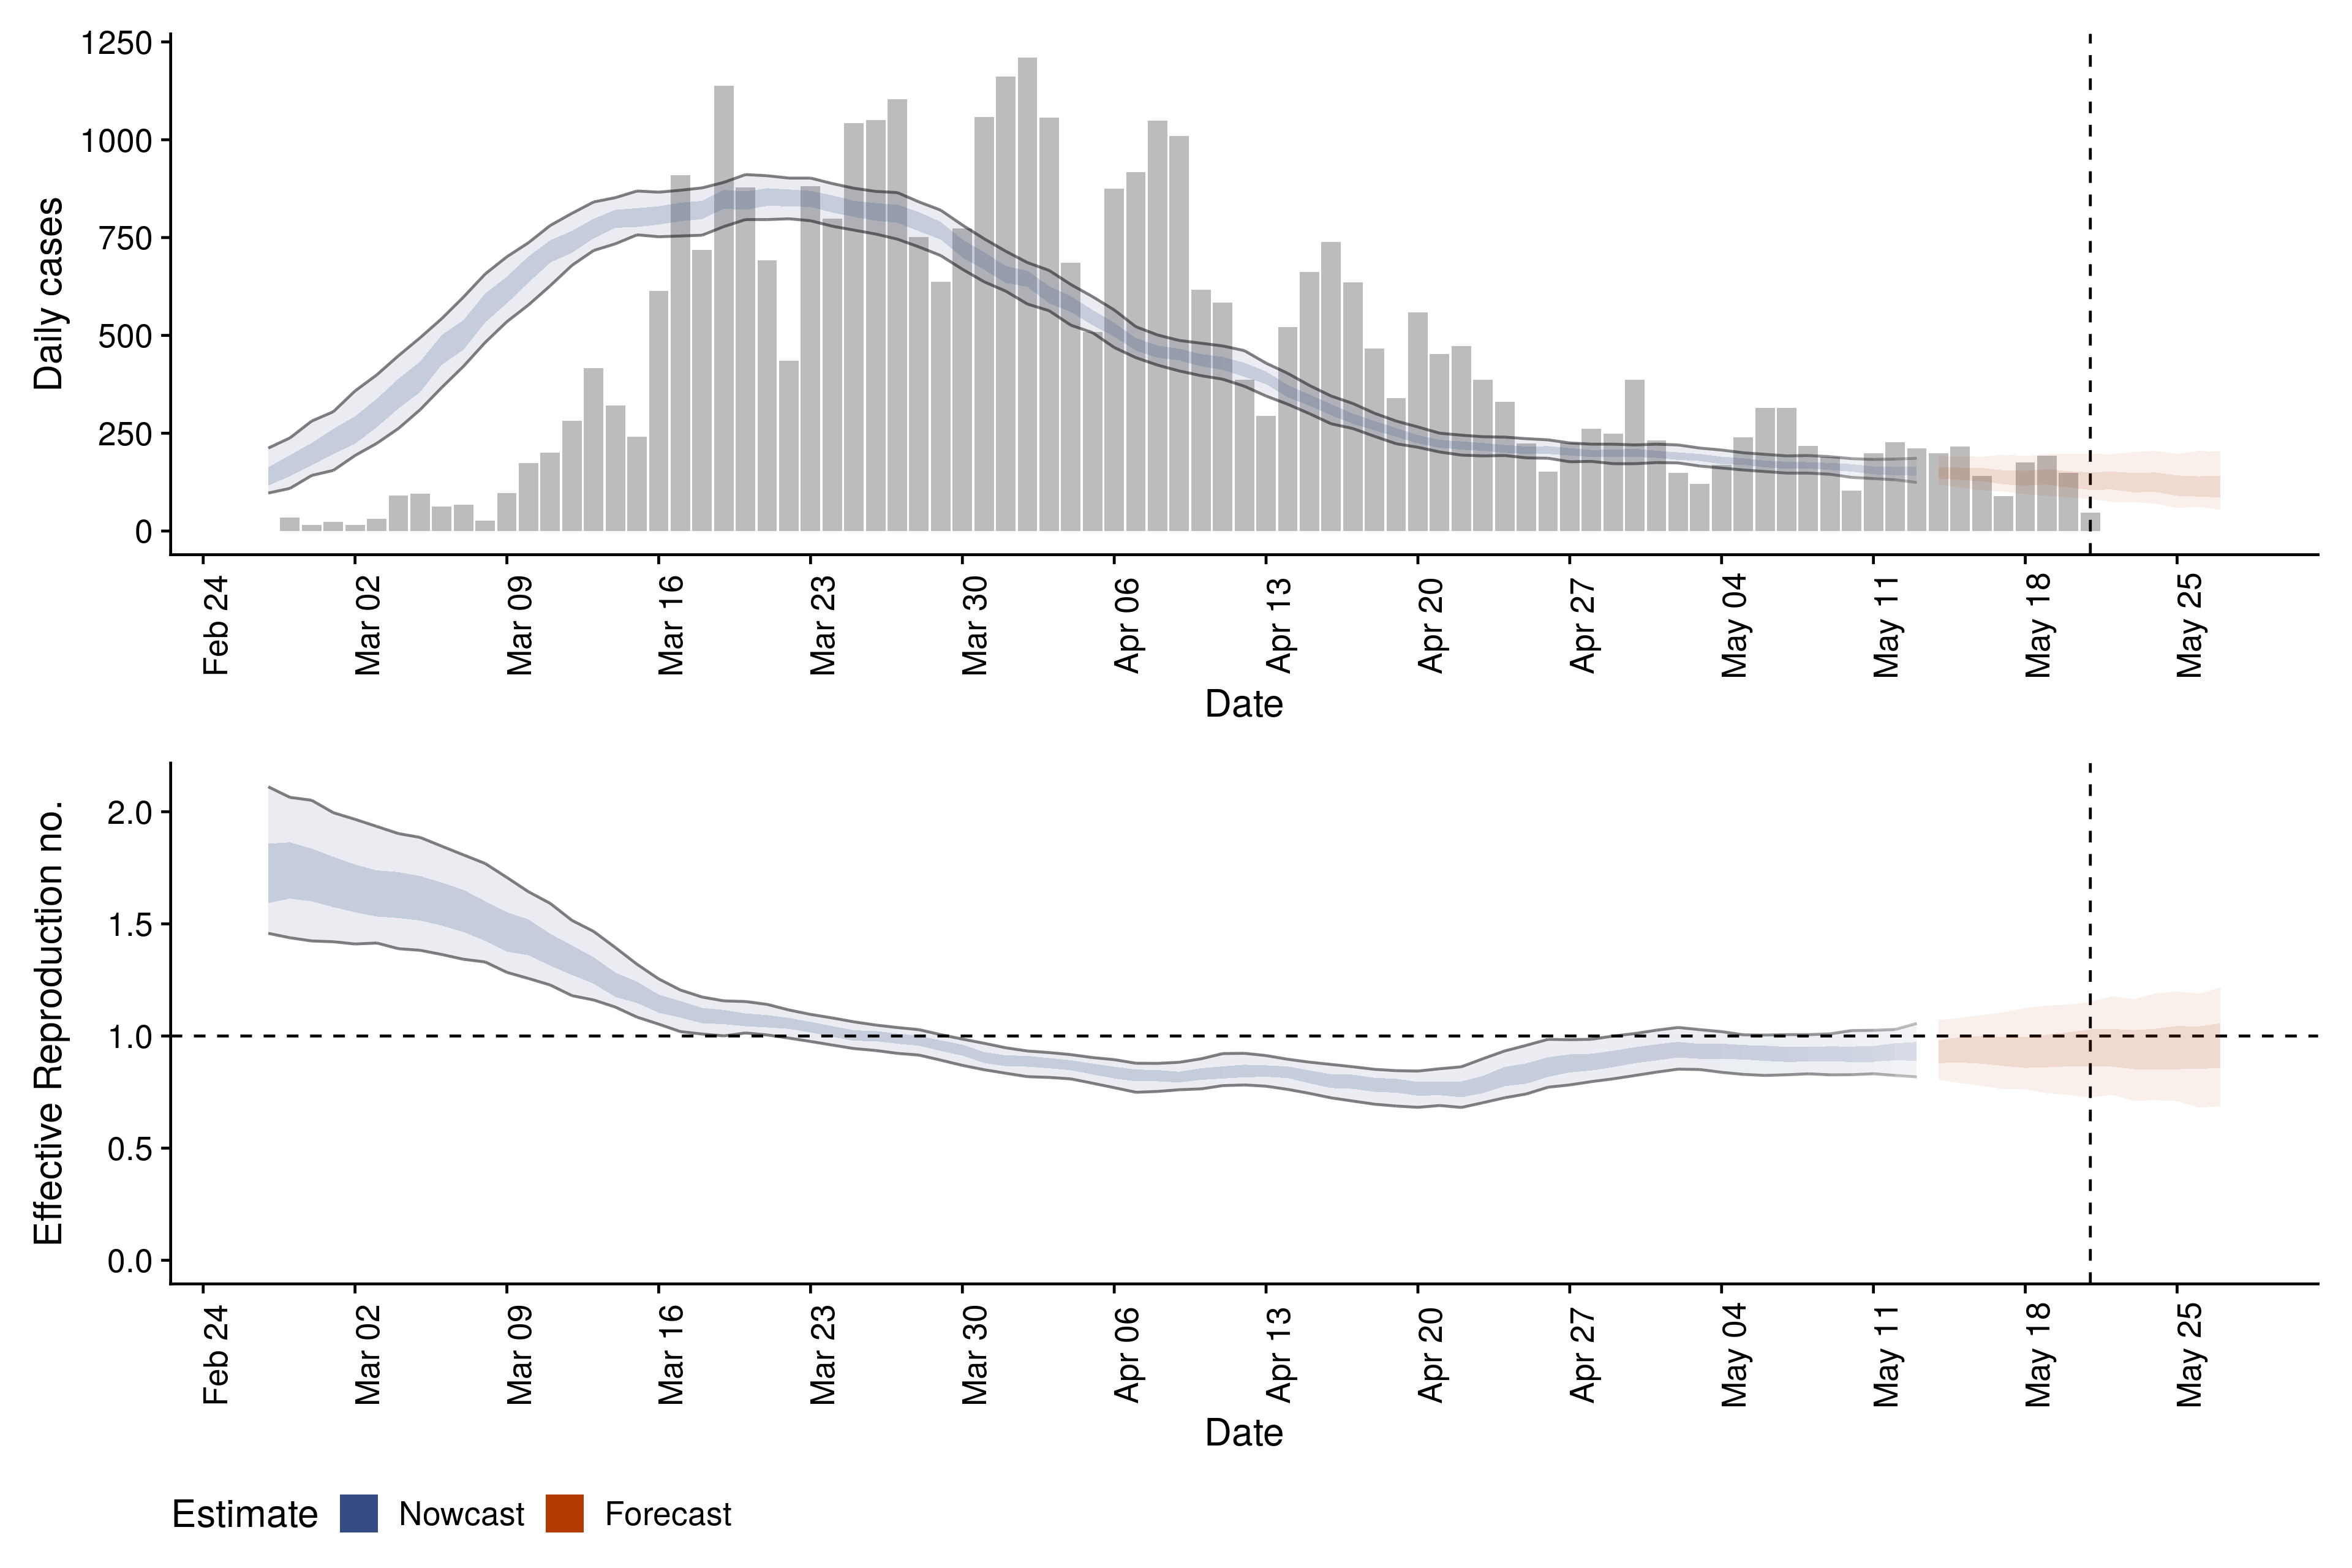 Daily cases
1250
1000
750
500
250
0
Feb 24
Mar 02
Mar 09
Mar 16
Mar 23
Mar 30
Apr 06
Apr 13
Apr 20
Apr 27
May 04
May 11
May 18
May 25
Date
Effective Reproduction no.
2.0
1.5
1.0
0.5
0.0
Feb 24
Mar 02
Mar 09
Mar 16
Mar 23
Mar 30
Apr 06
Apr 13
Apr 20
Apr 27
May 04
May 11
May 18
May 25
Date
Estimate Nowcast Forecast